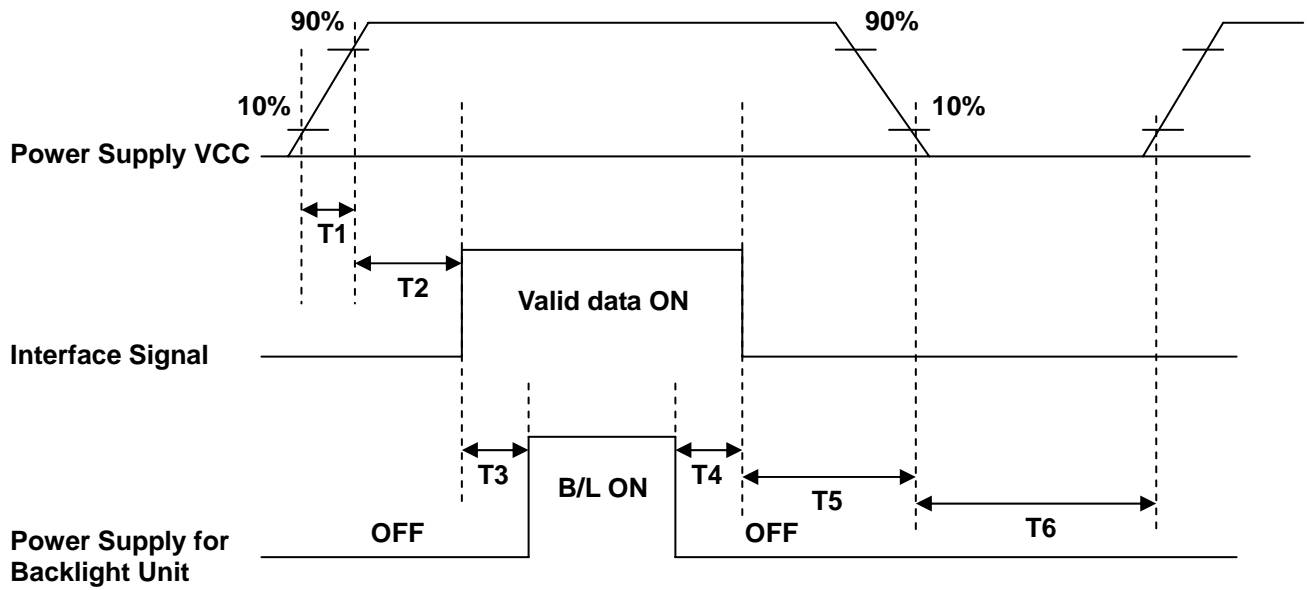 90%
90%
10%
10%
Power Supply VCC
T1
T2
Valid data ON
Interface Signal
T3
T4
B/L ON
T5
T6
OFF
OFF
Power Supply for
Backlight Unit